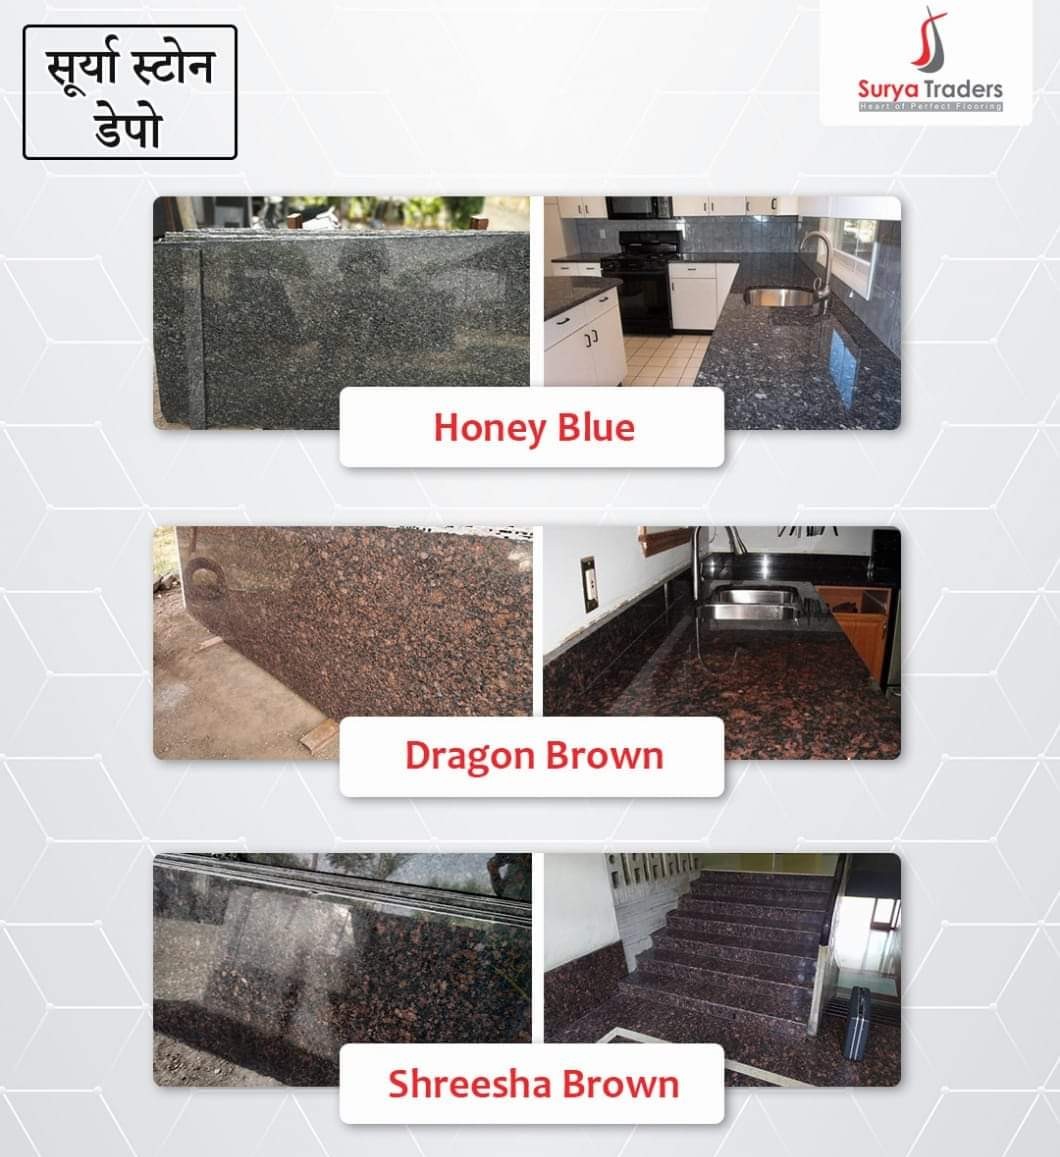 सूर्या स्टोन
डेपो
Surya Traders
Heart of Perfect Flooring
Honey Blue
Dragon Brown
Shreesha Brown